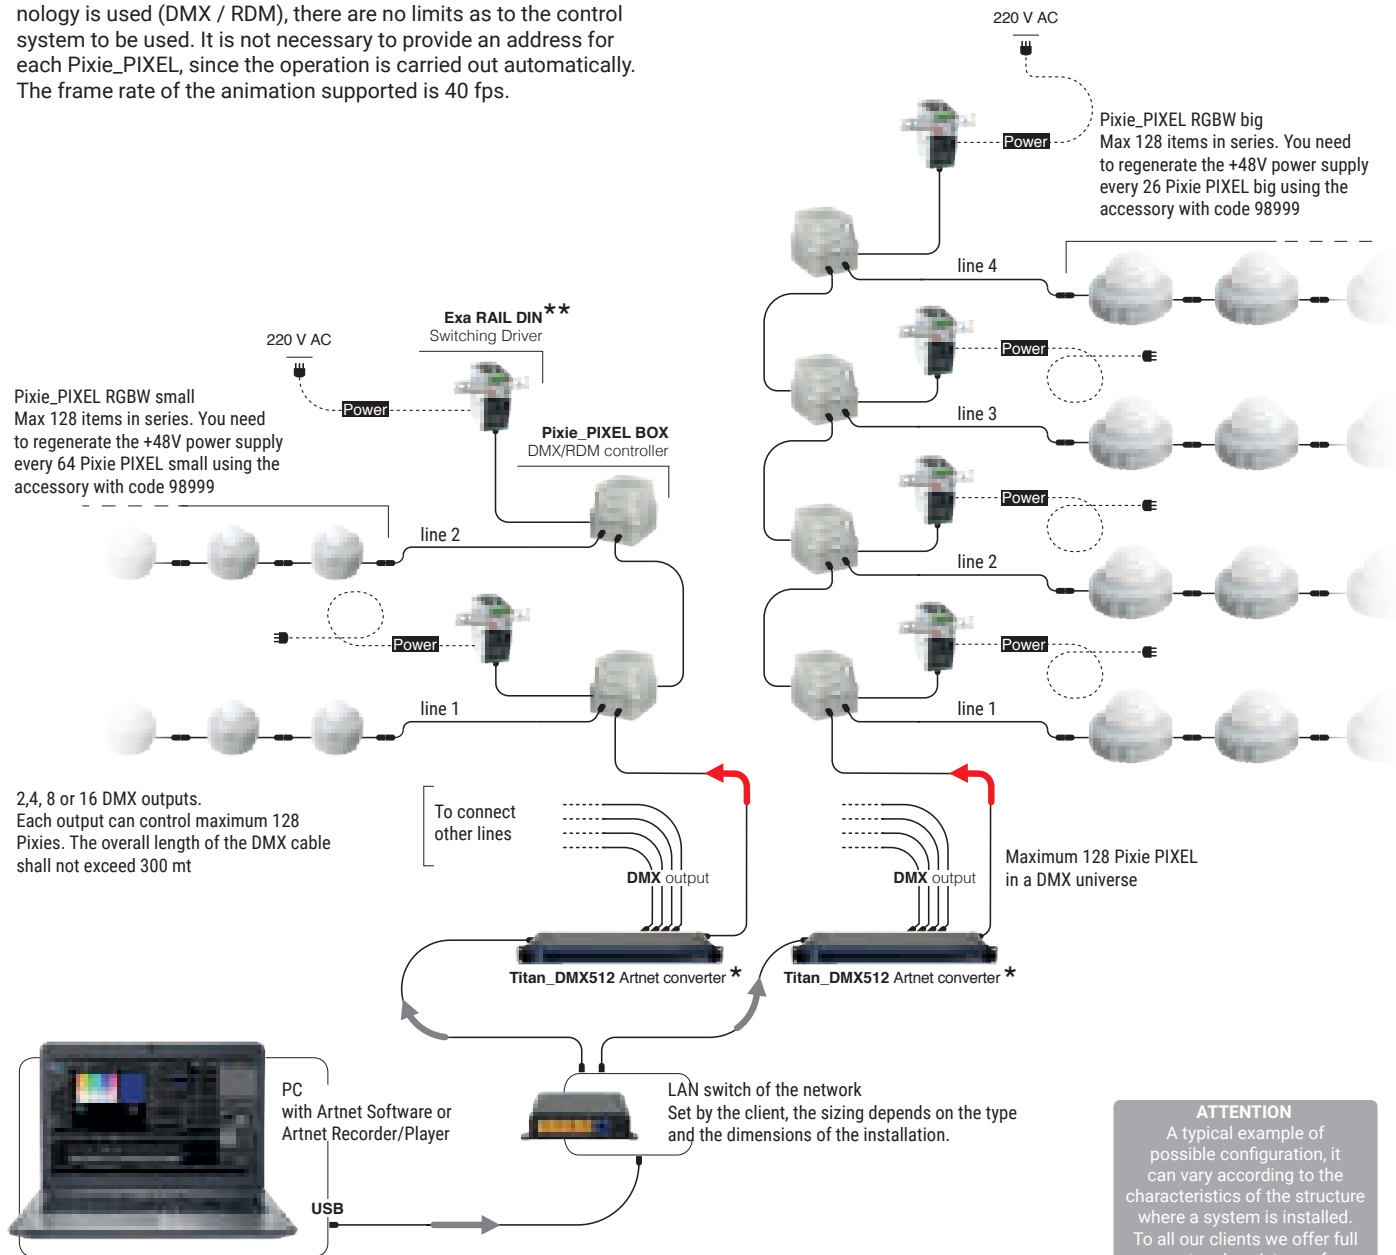 nology is used (DMX / RDM), there are no limits as to the control
system to be used. It is not necessary to provide an address for
each Pixie_PIXEL, since the operation is carried out automatically.
The frame rate of the animation supported is 40 fps.
220 V AC
Power
Pixie_PIXEL RGBW big
Max 128 items in series. You need
to regenerate the +48V power supply
every 26 Pixie PIXEL big using the
accessory with code 98999
line 4
Power
line 3
Power
line 2
Power
line 1
Exa RAIL DIN**
Switching Driver
220 V AC
Power
Pixie_PIXEL RGBW small
Max 128 items in series. You need
to regenerate the +48V power supply
every 64 Pixie PIXEL small using the
accessory with code 98999
Pixie_PIXEL BOX
DMX/RDM controller
line 2
Power
line 1
2,4, 8 or 16 DMX outputs.
Each output can control maximum 128
Pixies. The overall length of the DMX cable
shall not exceed 300 mt
To connect
other lines
DMX output
DMX output
Maximum 128 Pixie PIXEL
in a DMX universe
Titan_DMX512 Artnet converter *
Titan_DMX512 Artnet converter *
PC
with Artnet Software or
Artnet Recorder/Player
USB
LAN switch of the network
Set by the client, the sizing depends on the type
and the dimensions of the installation.
ATTENTION
A typical example of
possible configuration, it
can vary according to the
characteristics of the structure
where a system is installed.
To all our clients we offer full